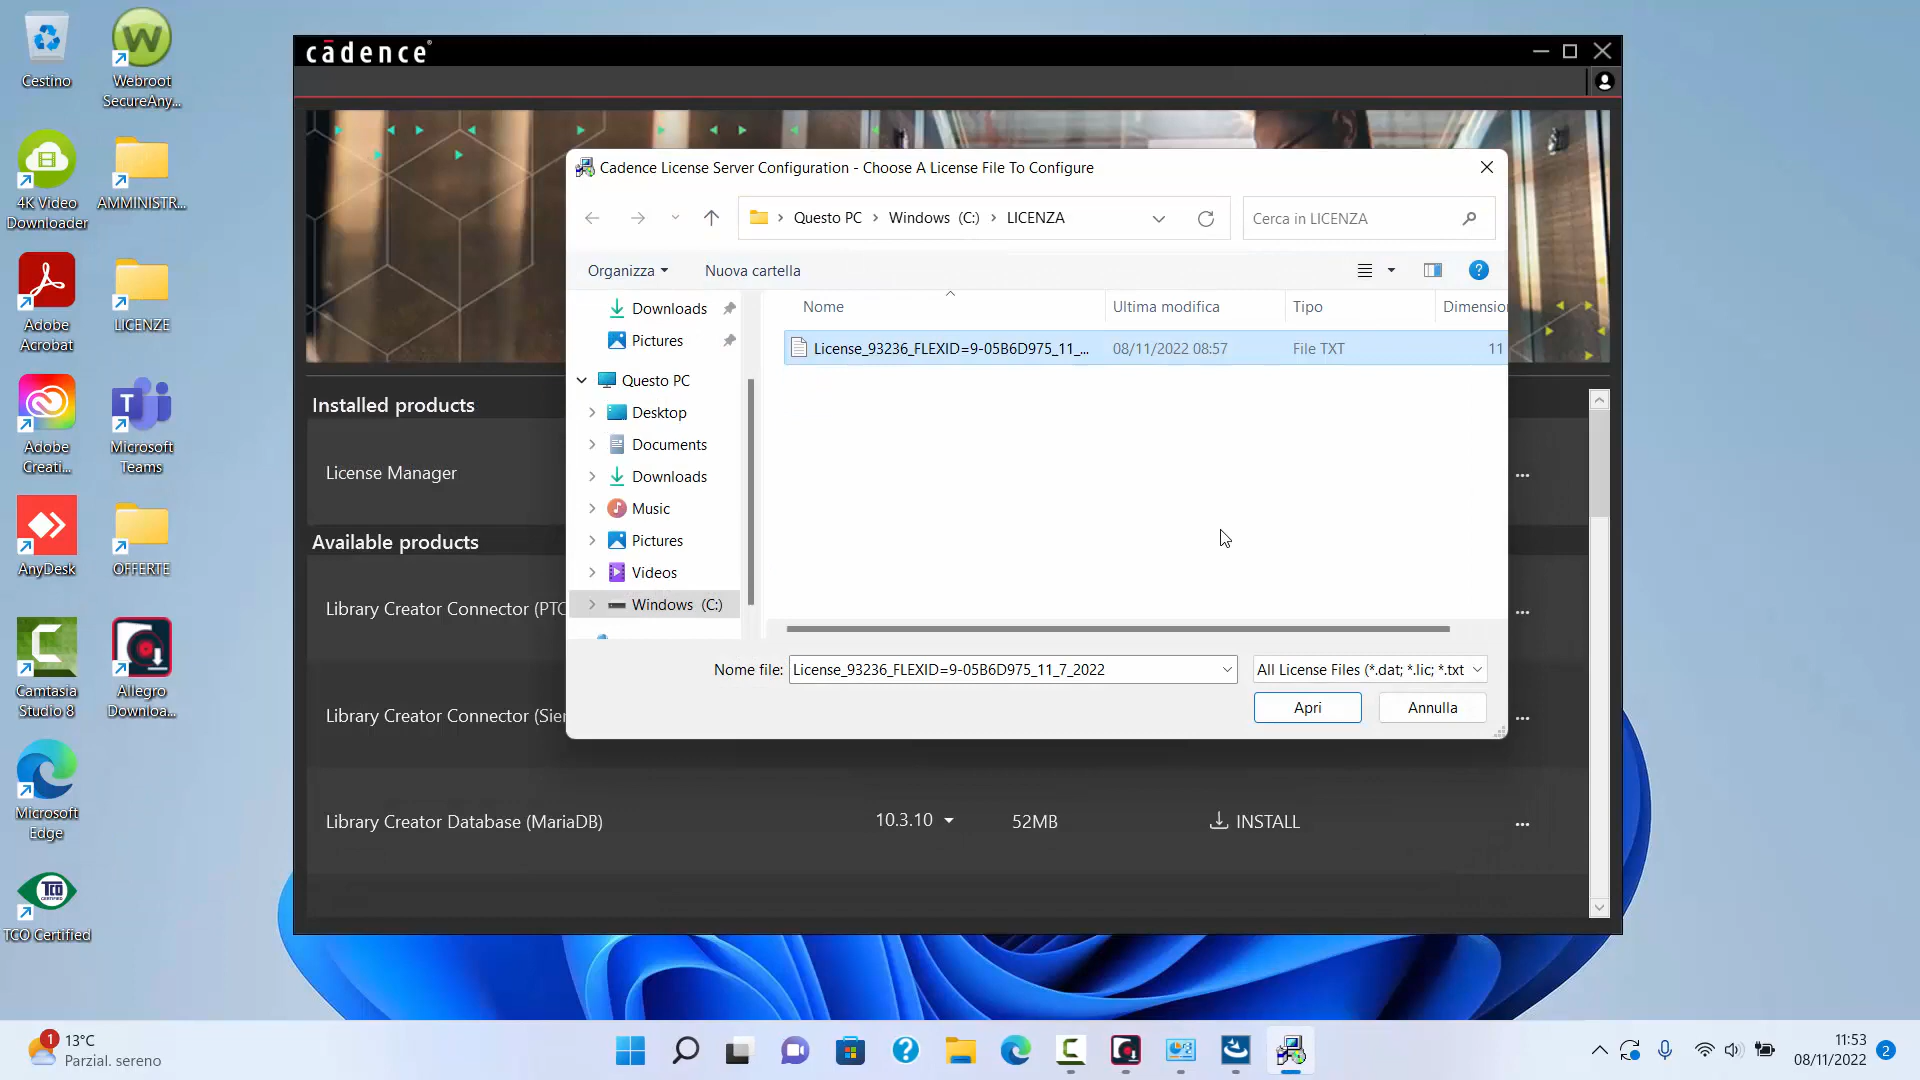 Cestino
Webroot
SecureAny...
4K Video
Downloader
AMMINISTR...
Adobe
Acrobat
LICENZE
Adobe
Creati...
Microsoft
Teams
AnyDesk
OFFERTE
Camtasia
Studio 8
Allegro
Downloa...
Microsoft
Edge
TCO Certified
cādence
Cadence License Server Configuration - Choose A License File To Configure
Questo PC > Windows (C:) > LICENZA
Cerca in LICENZA
Organizza
Nuova cartella
Nome
Ultima modifica
Tipo
Dimension
License_93236_FLEXID=9-05B6D975_11_...
08/11/2022 08:57
File TXT
11
Downloads
Pictures
Questo PC
Desktop
Documents
Downloads
Music
Pictures
Videos
Windows (C:)
Nome file:
License_93236_FLEXID=9-05B6D975_11_7_2022
All License Files (*.dat; *.lic; *.txt
Apri
Annulla
Installed products
License Manager
...
Available products
Library Creator Connector (PTC
...
Library Creator Connector (Sien
...
Library Creator Database (MariaDB)
10.3.10
52MB
INSTALL
...
1
13°C
Parzial. sereno
11:53
08/11/2022
2